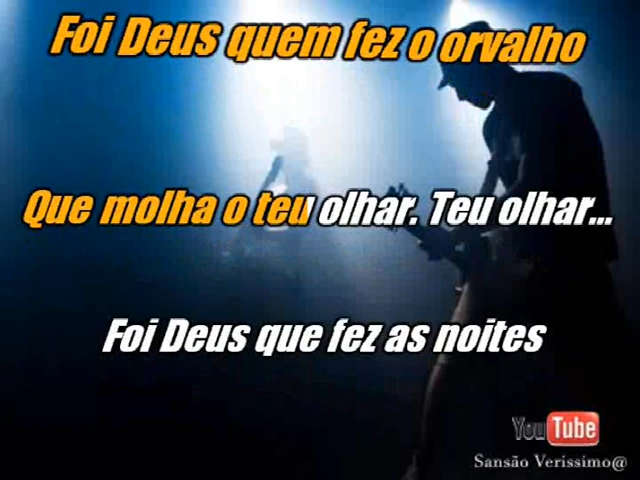 Foi Deus quem fez o orvalho
Que molha o teu olhar. Teu olhar...
Foi Deus que fez as noites
YouTube
Sansão Verissimo@